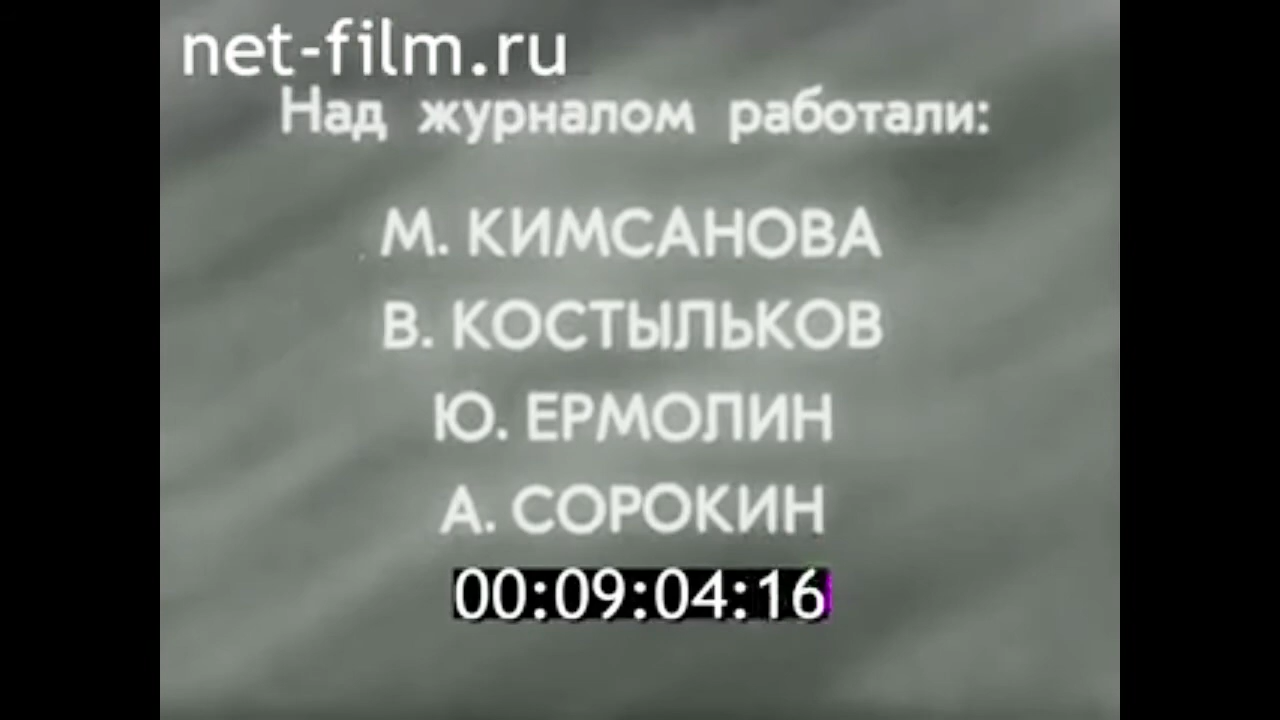 net-film.ru
Над журналом работали:
М. КИМСАНОВА
В. КОСТЫЛЬКОВ
Ю. ЕРМОЛИН
А. СОРОКИН
00:09:04:16